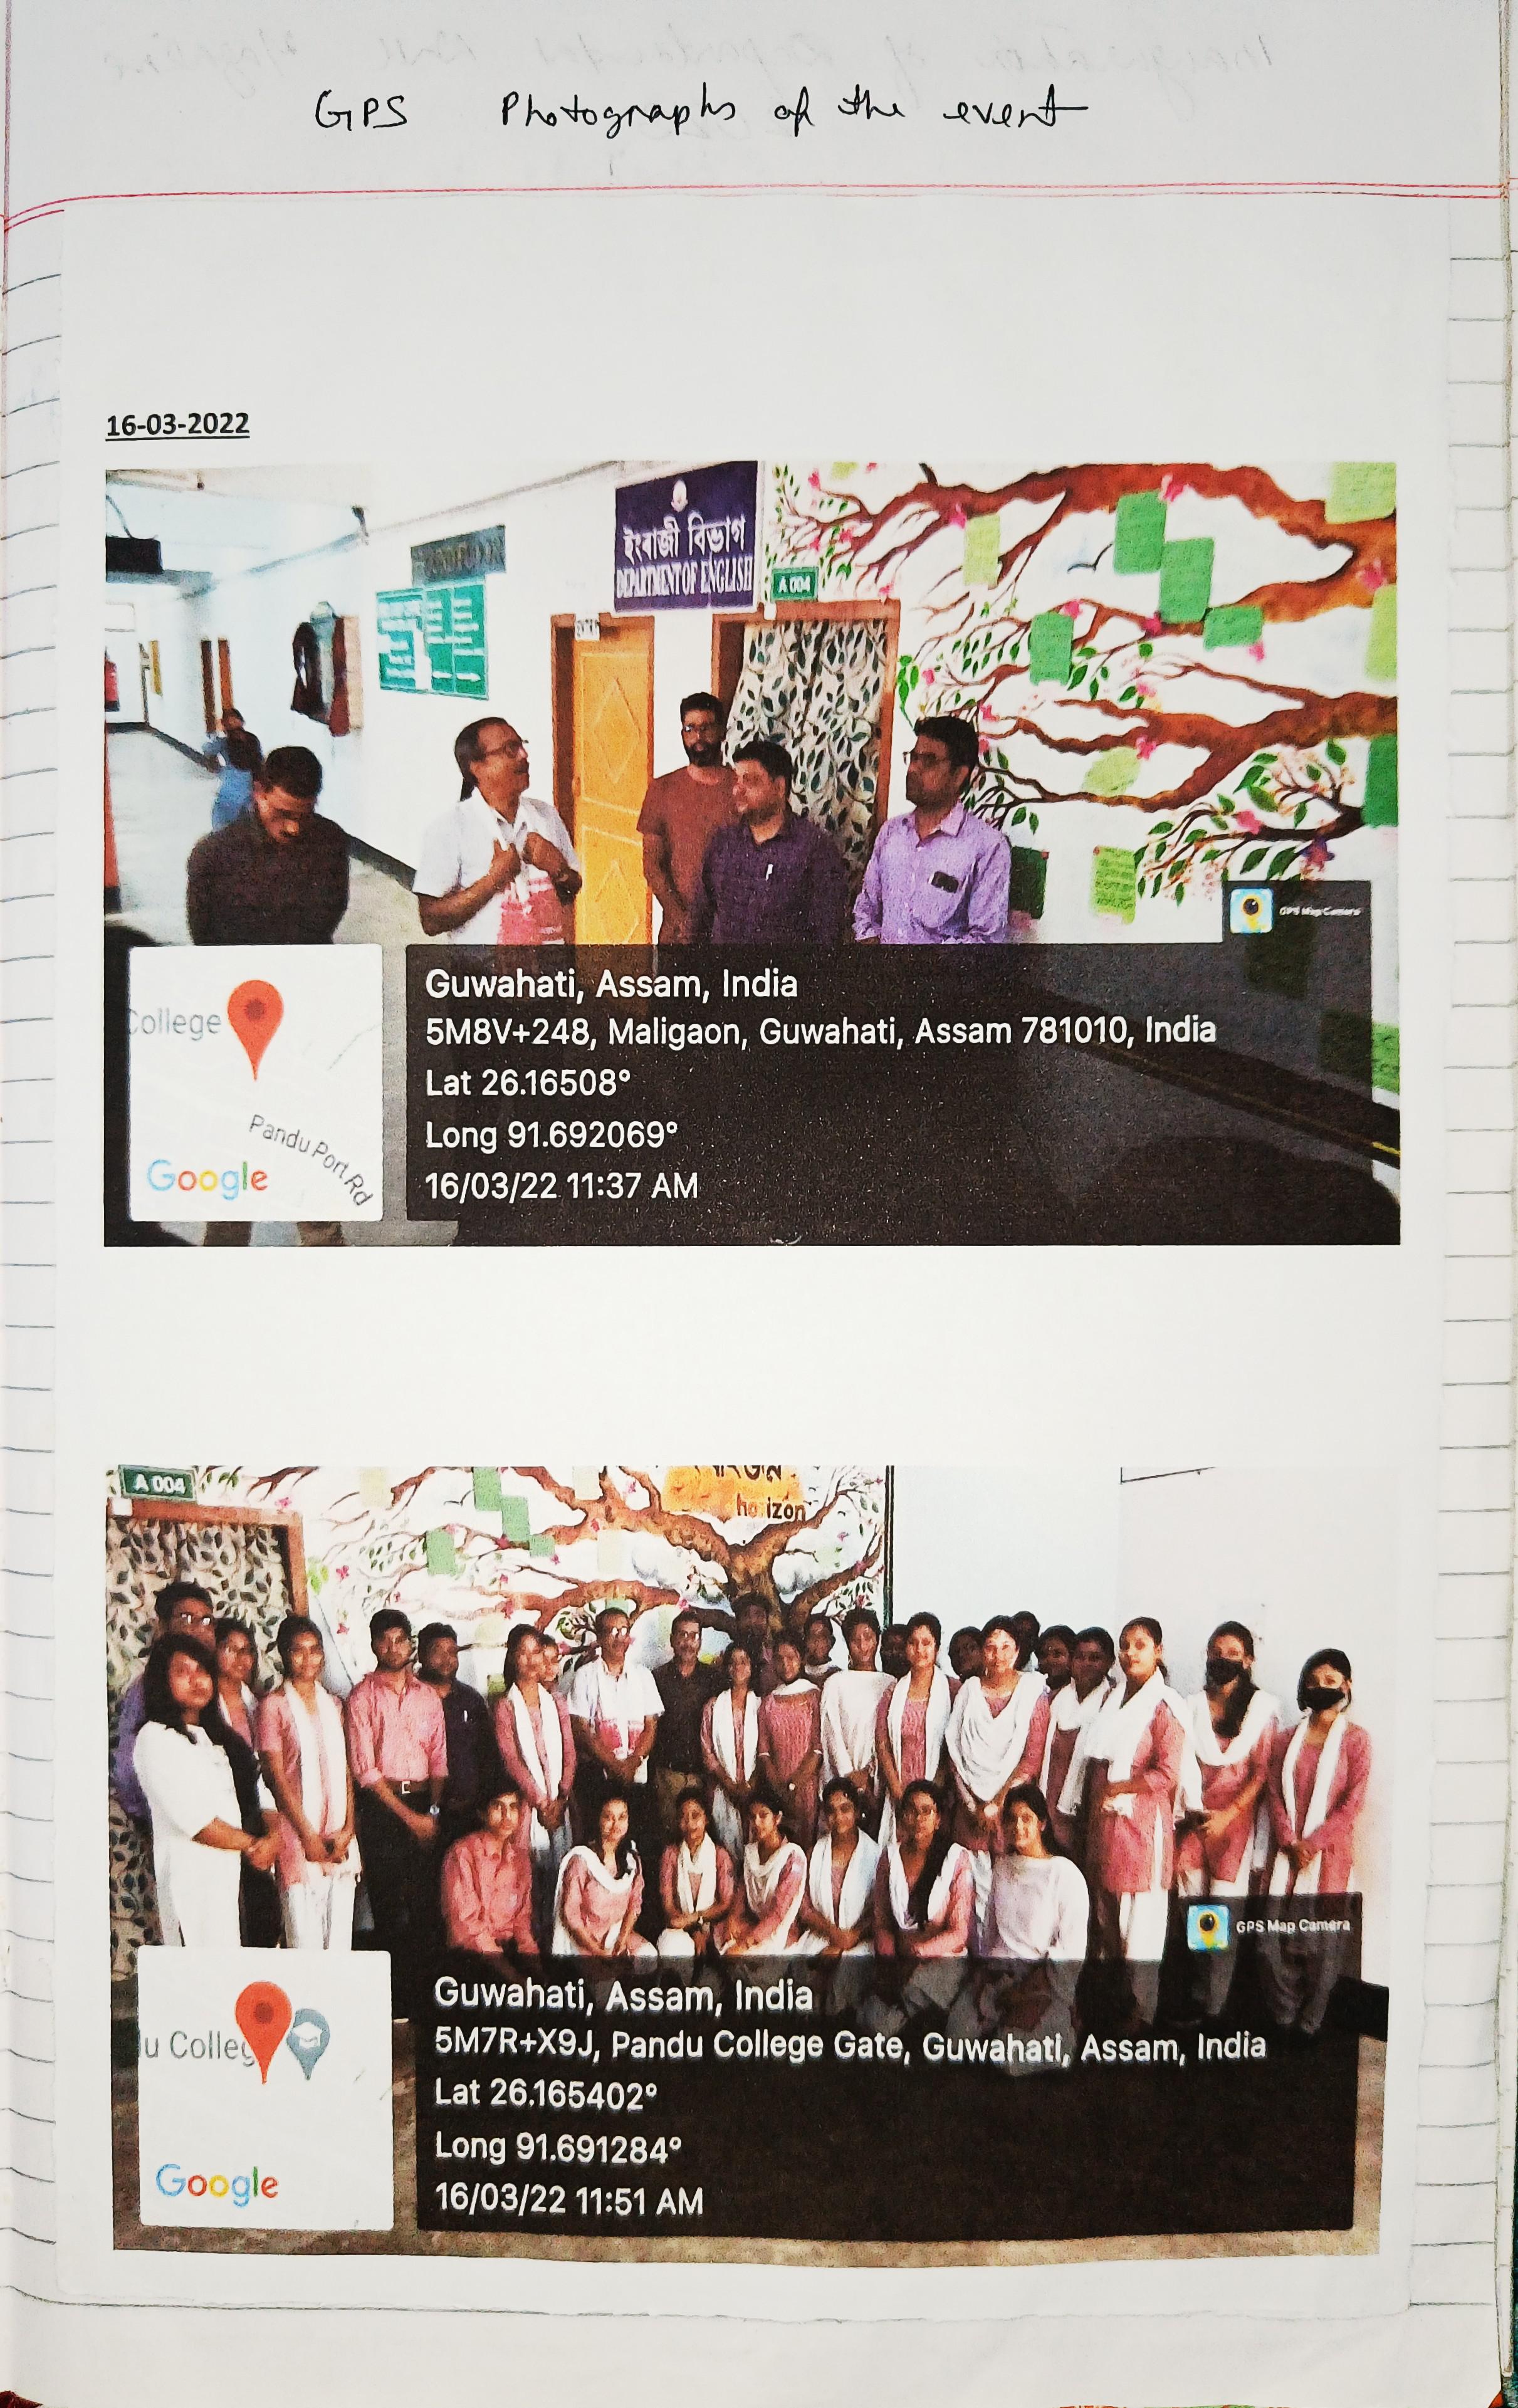 GPS Photographs of the event
16-03-2022
ইংৰাজী বিভাগ
DEPARTMENT OF ENGLISH
A 004
GPS Map Camera
College
Pandu Port Rd
Google
Guwahati, Assam, India
5M8V+248, Maligaon, Guwahati, Assam 781010, India
Lat 26.16508°
Long 91.692069°
16/03/22 11:37 AM
A 004
horizon
GPS Map Camera
u Colleg
Google
Guwahati, Assam, India
5M7R+X9J, Pandu College Gate, Guwahati, Assam, India
Lat 26.165402°
Long 91.691284°
16/03/22 11:51 AM